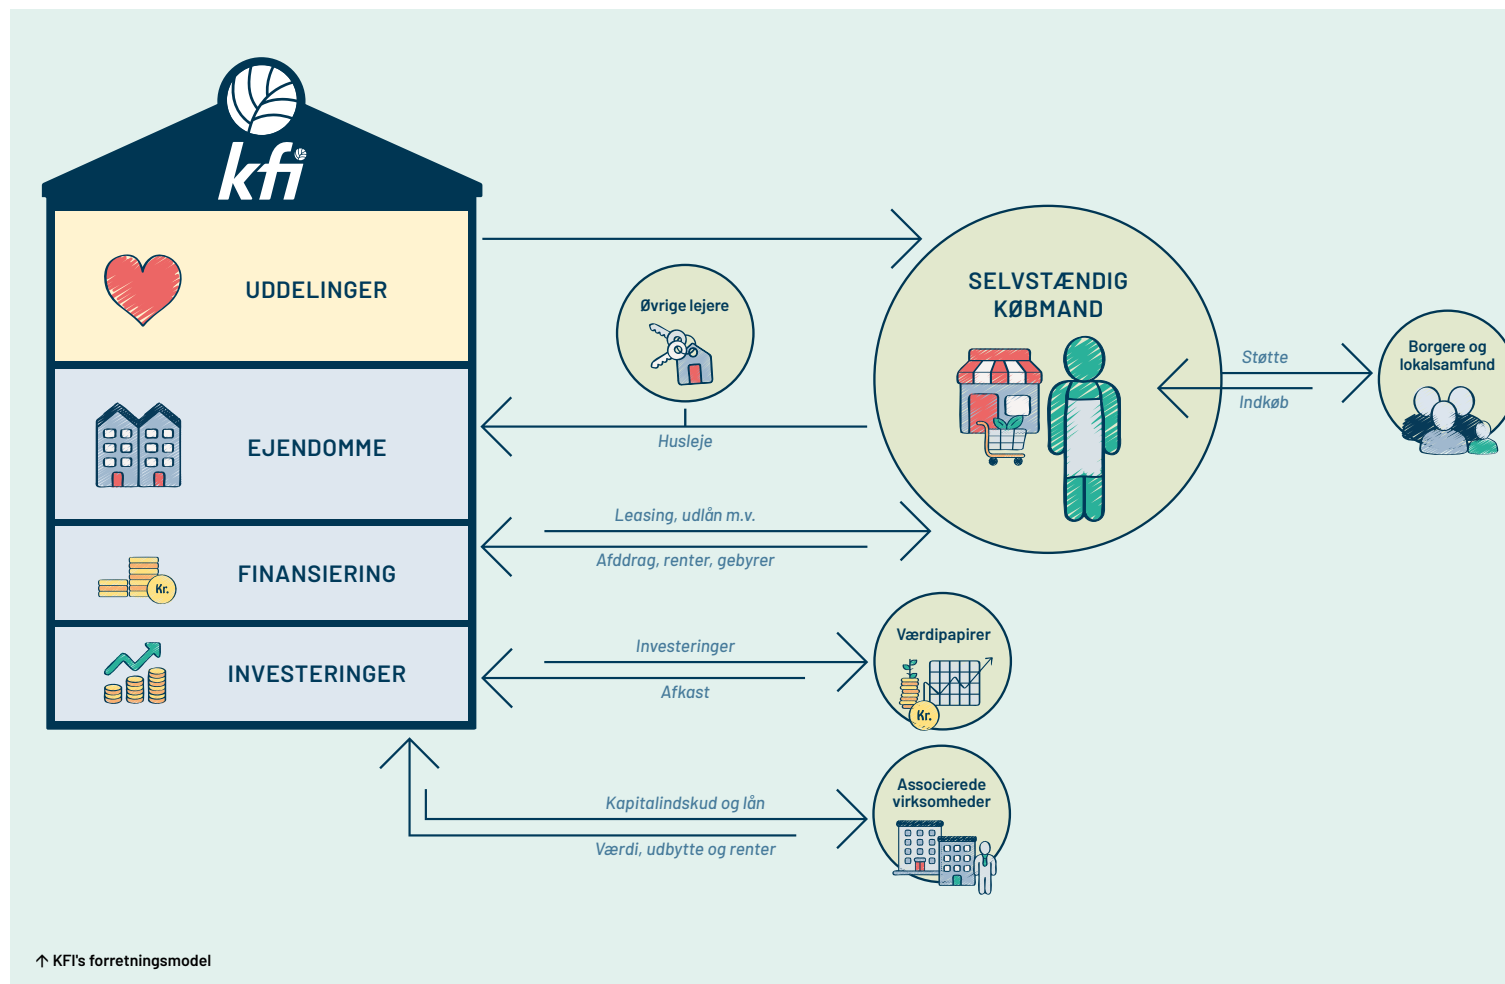 kfi
UDDELINGER
EJENDOMME
Kr.
FINANSIERING
INVESTERINGER
Øvrige lejere
Husleje
Leasing, udlån m.v.
Afddrag, renter, gebyrer
Investeringer
Afkast
Kapitalindskud og lån
Værdi, udbytte og renter
SELVSTÆNDIG
KØBMAND
Støtte
Indkøb
Borgere og
lokalsamfund
Værdipapirer
Kr.
Associerede
virksomheder
↑ KFI's forretningsmodel